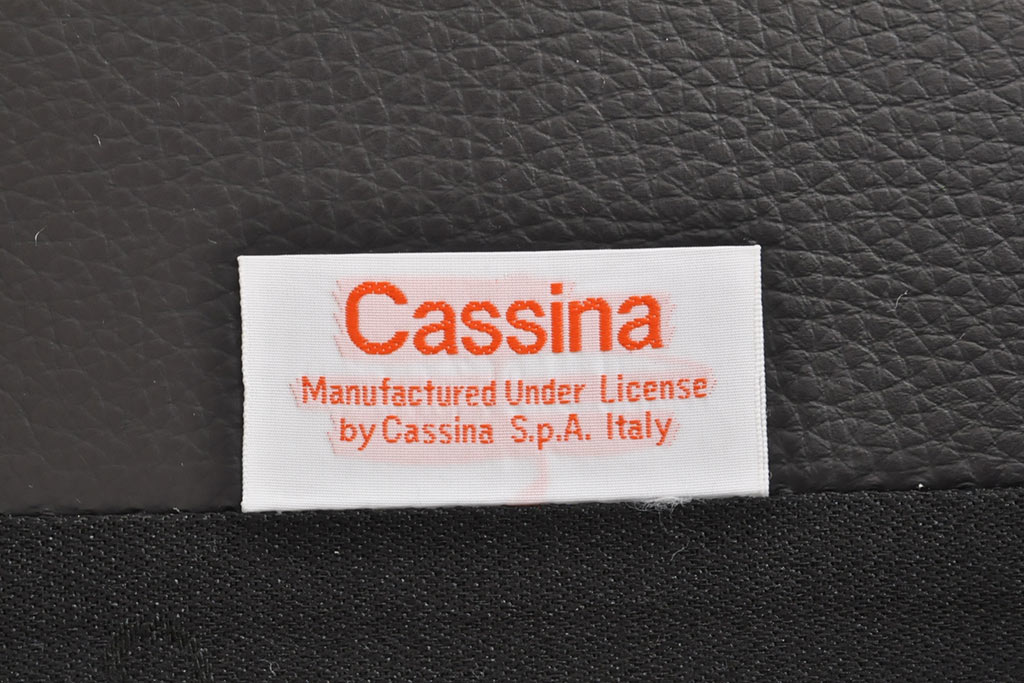 Cassina
Manufactured Under License
by Cassina S.p.A. Italy